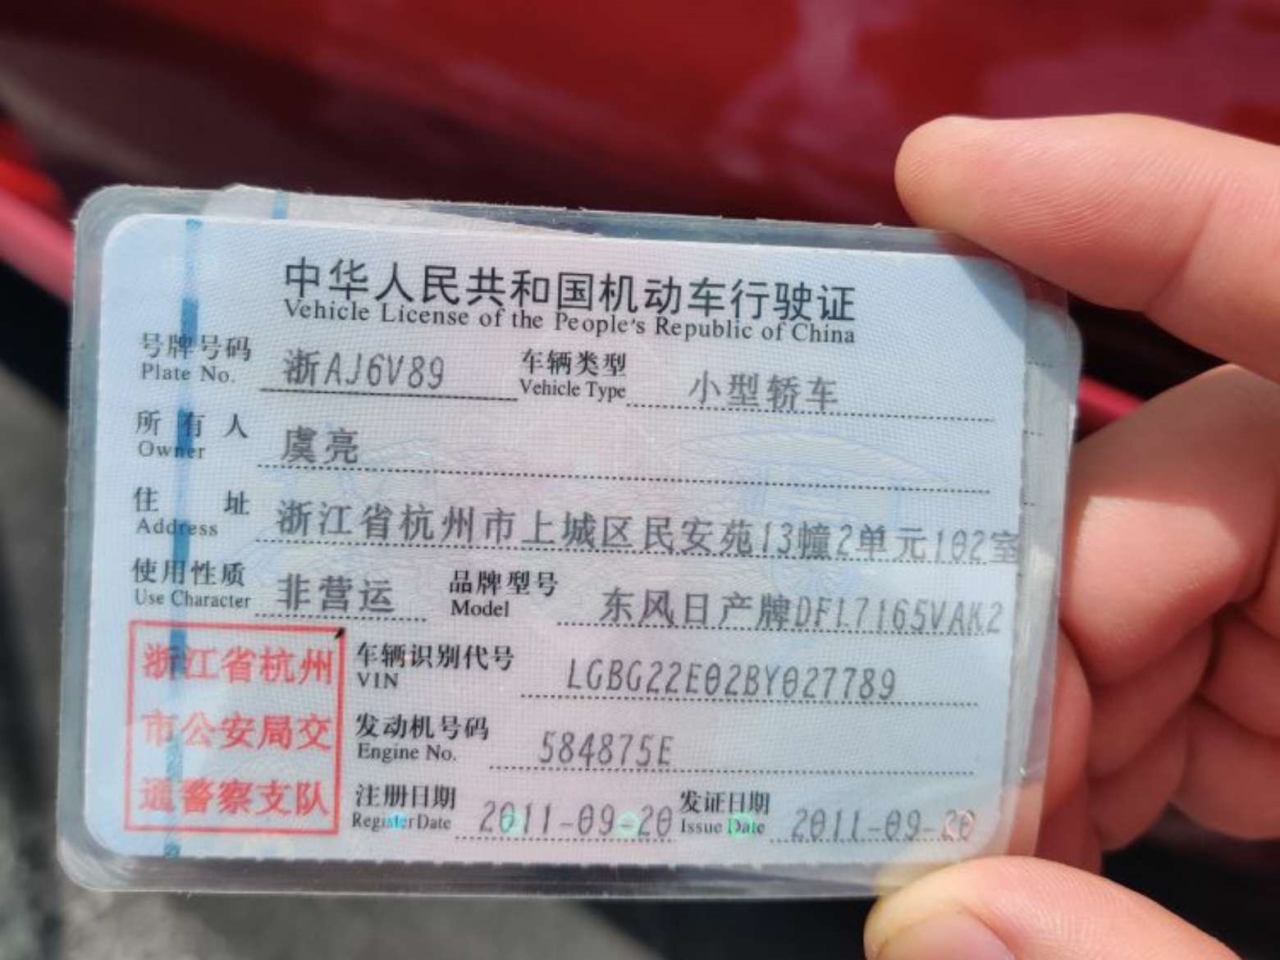 中华人民共和国机动车行驶证
Vehicle License of the People's Republic of China
号牌号码 浙AJ6V89 车辆类型 小型轿车
Plate No. Vehicle Type
所有人 虞亮
Owner
住址 浙江省杭州市上城区民安苑13幢2单元102室
Address
使用性质 非营运 品牌型号 东风日产牌DFL7165VAK2
Use Character Model
浙江省杭州
市公安局交
通警察支队
车辆识别代号 LGBG22E02BY027789
VIN
发动机号码 584875E
Engine No.
注册日期 2011-09-20 发证日期 2011-09-20
Register Date Issue Date